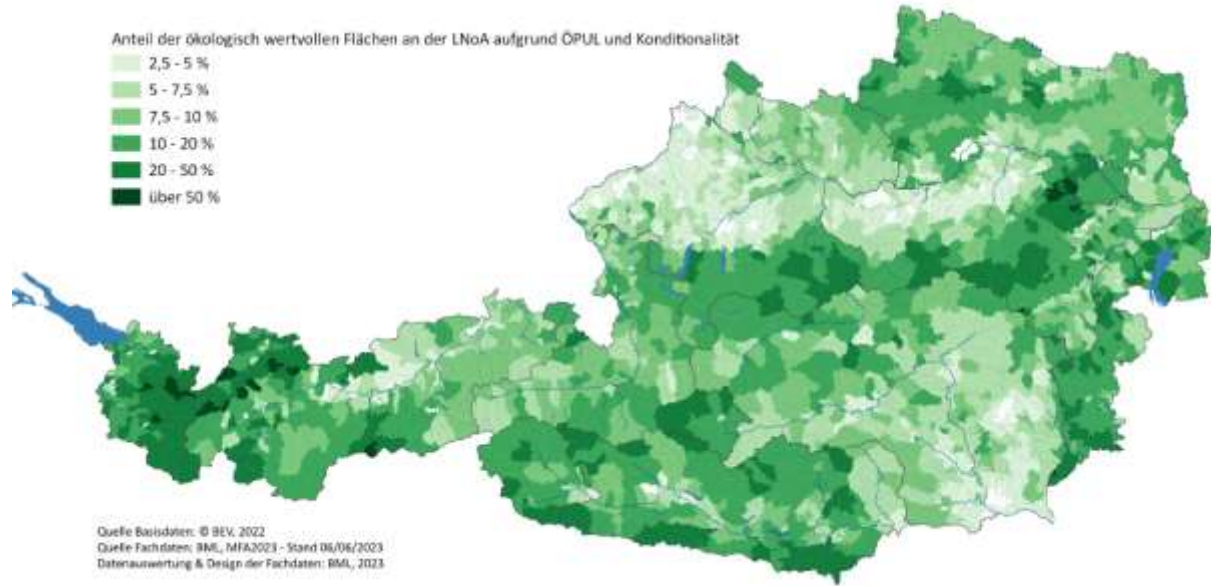 Anteil der ökologisch wertvollen Flächen an der LNoA aufgrund ÖPUL und Konditionalität
2,5 - 5 %
5 - 7,5 %
7,5 - 10 %
10 - 20 %
20 - 50 %
über 50 %
Quelle Basisdaten: © BEV, 2022
Quelle Fachdaten: BML, MFA2023 - Stand 06/06/2023
Datenauswertung & Design der Fachdaten: BML, 2023